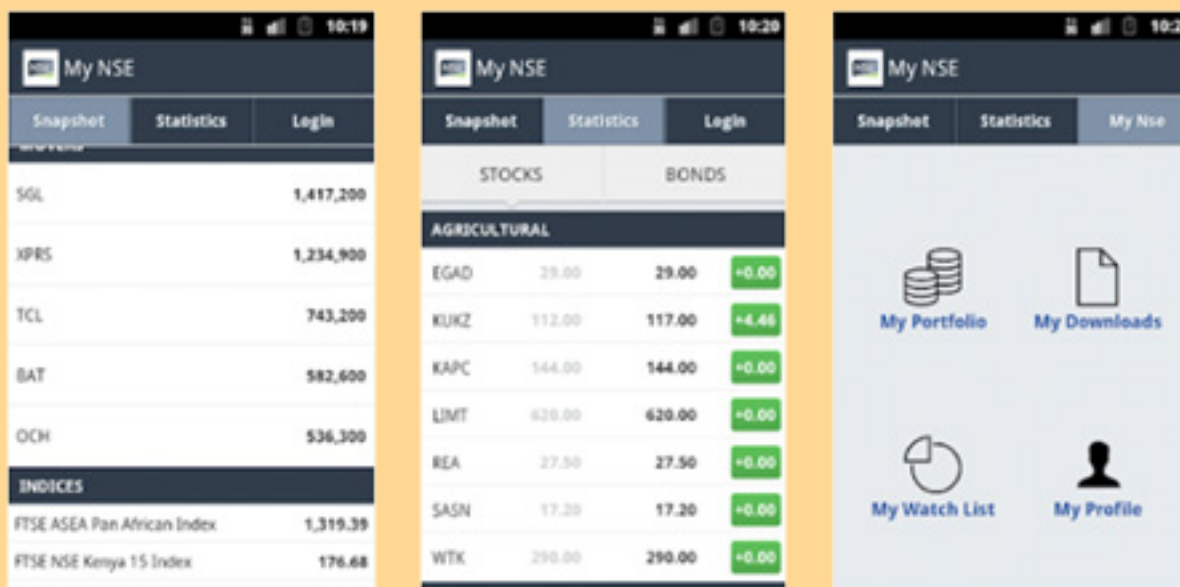 10:19
My NSE
Snapshot Statistics Login
MOVERS
SGL 1,417,200
XPRS 1,234,900
TCL 743,200
BAT 582,600
OCH 536,300
INDICES
FTSE ASEA Pan African Index 1,319.39
FTSE NSE Kenya 15 Index 176.68
10:20
My NSE
Snapshot Statistics Login
STOCKS BONDS
AGRICULTURAL
EGAD 29.00 29.00 +0.00
KUKZ 112.00 117.00 +4.46
KAPC 144.00 144.00 +0.00
LIMT 620.00 620.00 +0.00
REA 27.50 27.50 +0.00
SASN 17.20 17.20 +0.00
WTK 290.00 290.00 +0.00
My NSE
Snapshot Statistics My Nse
My Portfolio My Downloads
My Watch List My Profile